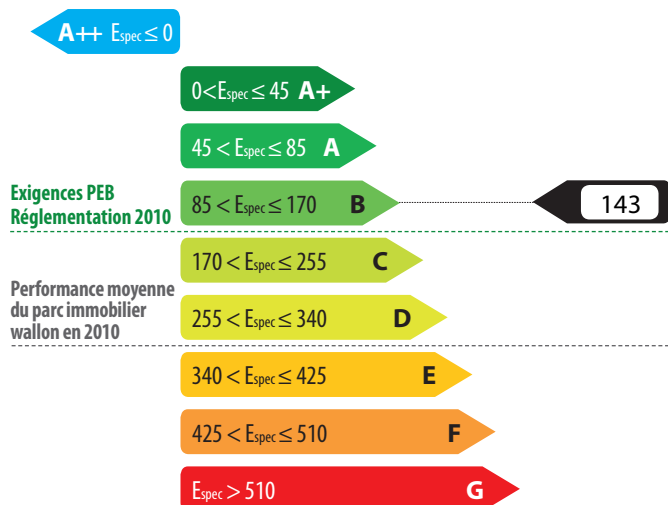 A++ Espec ≤ 0
0<Espec ≤ 45 A+
45 < Espec ≤ 85 A
Exigences PEB
Réglementation 2010
85 < Espec ≤ 170 B
143
170 < Espec ≤ 255 C
Performance moyenne
du parc immobilier
wallon en 2010
255 < Espec ≤ 340 D
340 < Espec ≤ 425 E
425 < Espec ≤ 510 F
Espec > 510 G